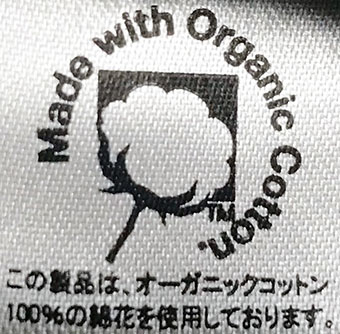 Made with Organic Cotton.
TM
この製品は、オーガニックコットン
100%の綿花を使用しております。